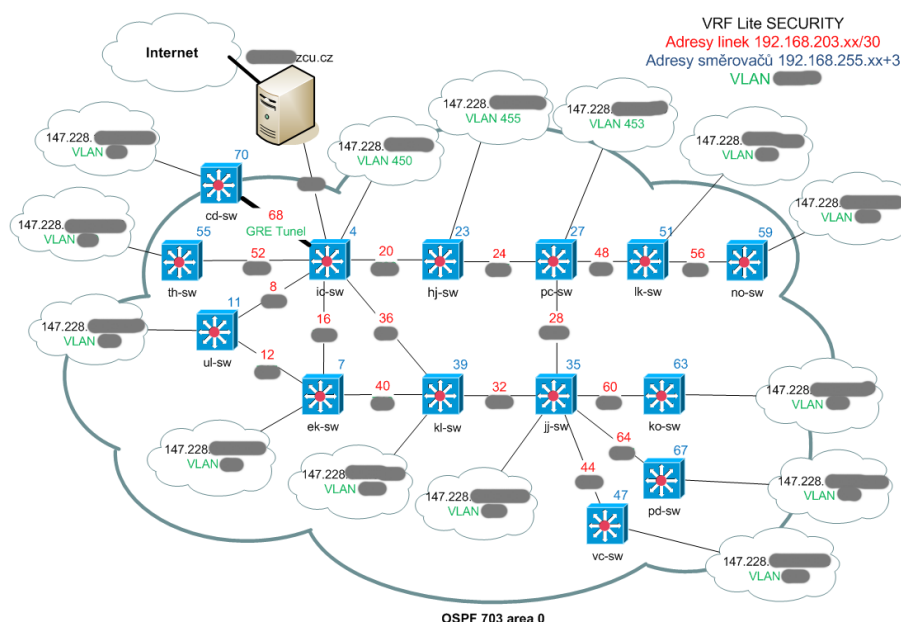 VRF Lite SECURITY
Adresy linek 192.168.203.xx/30
Adresy směrovačů 192.168.255.xx+3
VLAN
Internet
zcu.cz
147.228.
VLAN
147.228.
VLAN 450
147.228.
VLAN 455
147.228.
VLAN 453
147.228.
VLAN
147.228.
VLAN
147.228.
VLAN
70
cd-sw
68
GRE Tunel
55
th-sw
52
4
ic-sw
20
23
hj-sw
24
27
pc-sw
48
51
lk-sw
56
59
no-sw
8
11
ul-sw
147.228.
VLAN
12
16
36
28
7
ek-sw
40
39
kl-sw
32
35
jj-sw
60
63
ko-sw
147.228.
VLAN
64
67
pd-sw
147.228.
VLAN
44
47
vc-sw
147.228.
VLAN
147.228.
VLAN
147.228.
VLAN
147.228.
VLAN
OSPF 703 area 0